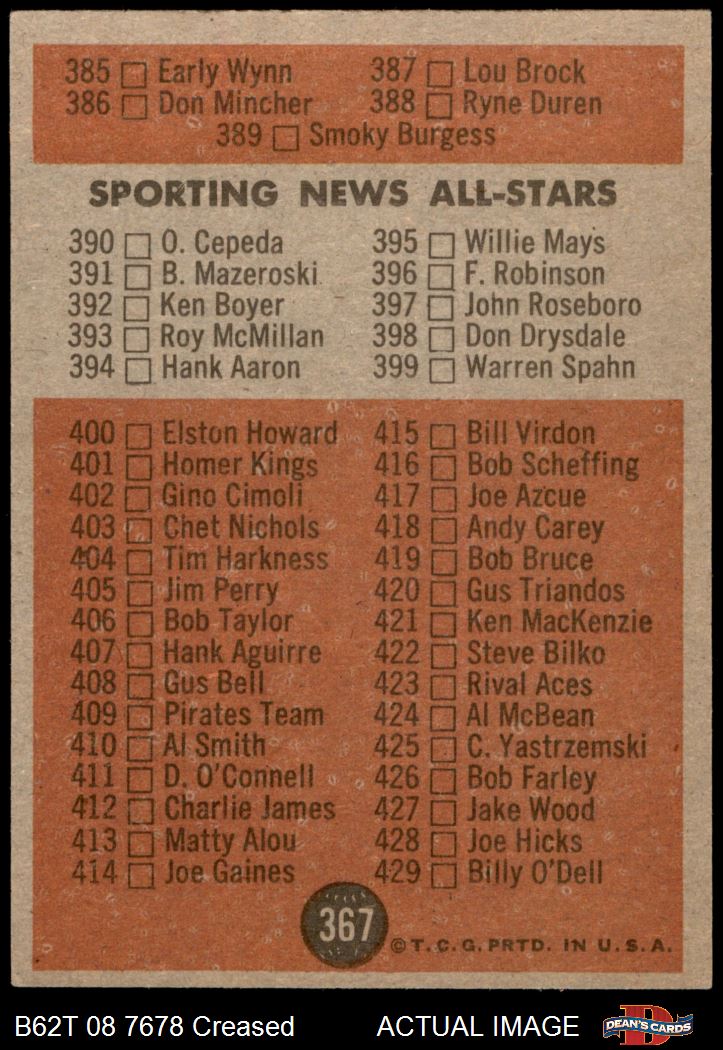 385 Early Wynn 387 Lou Brock
386 Don Mincher 388 Ryne Duren
389 Smoky Burgess
SPORTING NEWS ALL-STARS
390 O. Cepeda 395 Willie Mays
391 B. Mazeroski 396 F. Robinson
392 Ken Boyer 397 John Roseboro
393 Roy McMillan 398 Don Drysdale
394 Hank Aaron 399 Warren Spahn
400 Elston Howard 415 Bill Virdon
401 Homer Kings 416 Bob Scheffing
402 Gino Cimoli 417 Joe Azcue
403 Chet Nichols 418 Andy Carey
404 Tim Harkness 419 Bob Bruce
405 Jim Perry 420 Gus Triandos
406 Bob Taylor 421 Ken MacKenzie
407 Hank Aguirre 422 Steve Bilko
408 Gus Bell 423 Rival Aces
409 Pirates Team 424 Al McBean
410 Al Smith 425 C. Yastrzemski
411 D. O'Connell 426 Bob Farley
412 Charlie James 427 Jake Wood
413 Matty Alou 428 Joe Hicks
414 Joe Gaines 429 Billy O'Dell
367
©T.C.G. PRTD. IN U.S.A.
B62T 08 7678 Creased ACTUAL IMAGE D DEAN'S CARDS